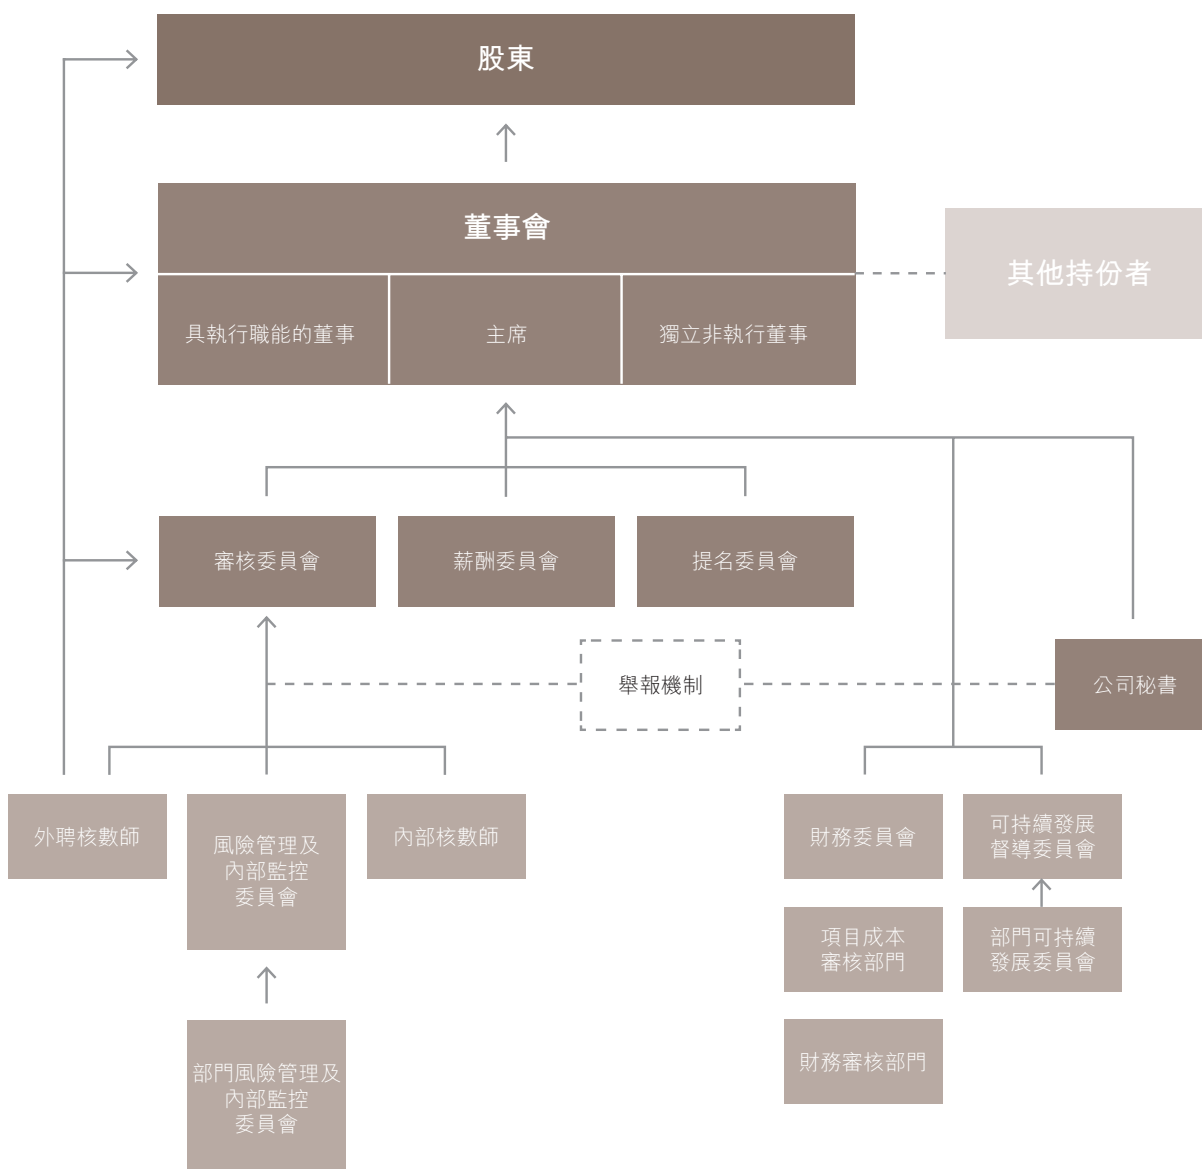 股東
董事會
其他持份者
具執行職能的董事
主席
獨立非執行董事
審核委員會
薪酬委員會
提名委員會
舉報機制
公司秘書
外聘核數師
風險管理及
內部監控
委員會
內部核數師
財務委員會
可持續發展
督導委員會
項目成本
審核部門
部門可持續
發展委員會
部門風險管理及
內部監控
委員會
財務審核部門